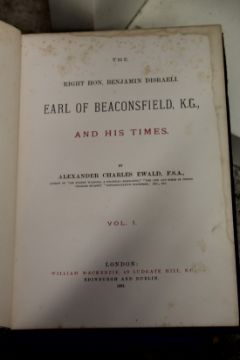 THE
RIGHT HON. BENJAMIN DISRAELI
EARL OF BEACONSFIELD, K.G.,
AND HIS TIMES.
BY
ALEXANDER CHARLES EWALD, F.S.A.,
VOL. I.
LONDON:
WILLIAM MACKENZIE, 69 LUDGATE HILL, E.C.
EDINBURGH AND DUBLIN.